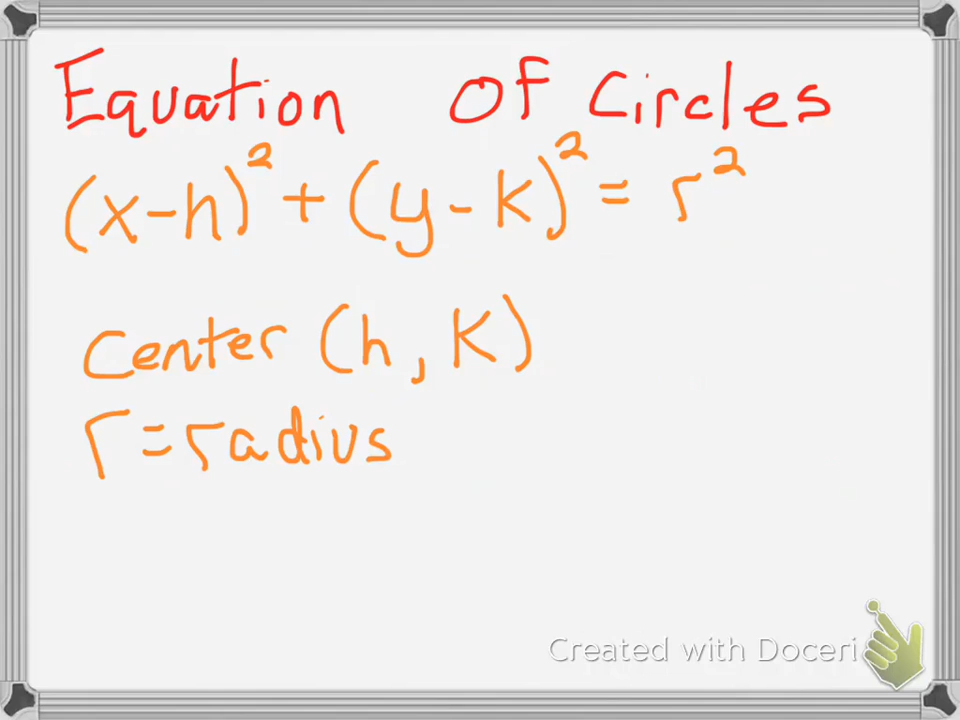 Equation Of Circles
(x-h)² + (y-k)² = r²
Center (h, K)
r=radius
Created with Doceri